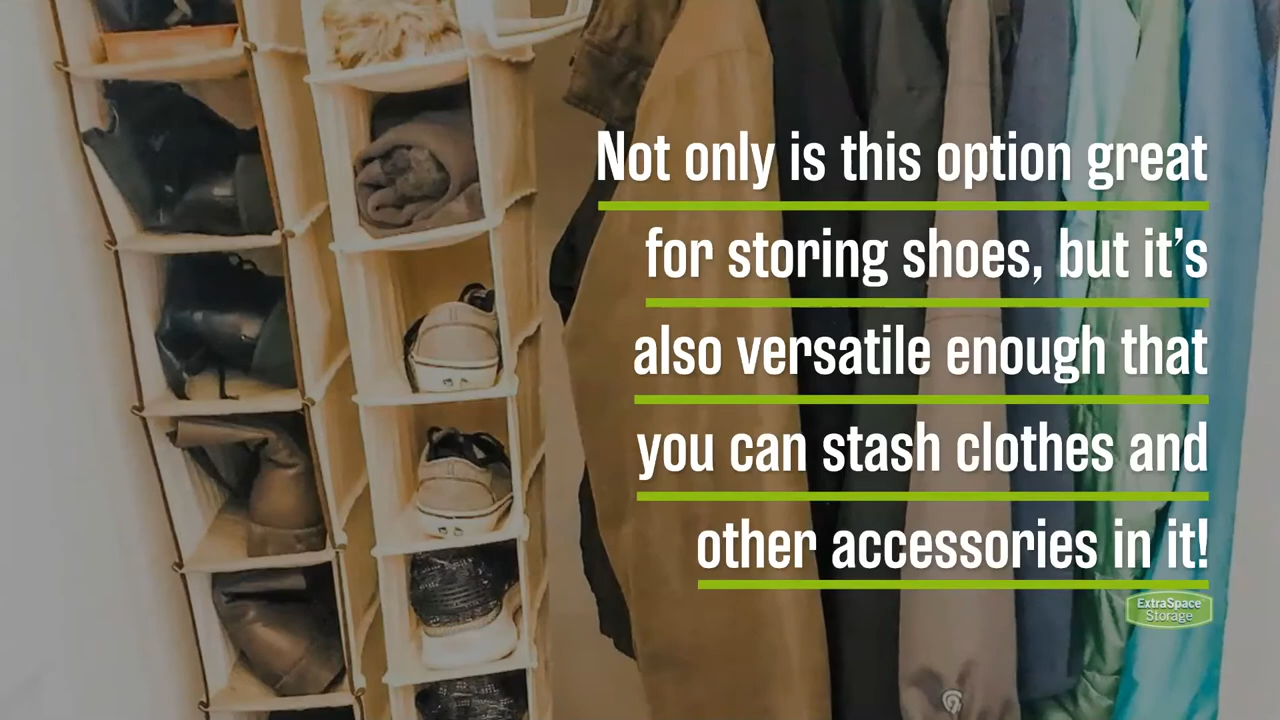 Not only is this option great
for storing shoes, but it’s
also versatile enough that
you can stash clothes and
other accessories in it!
ExtraSpace
Storage